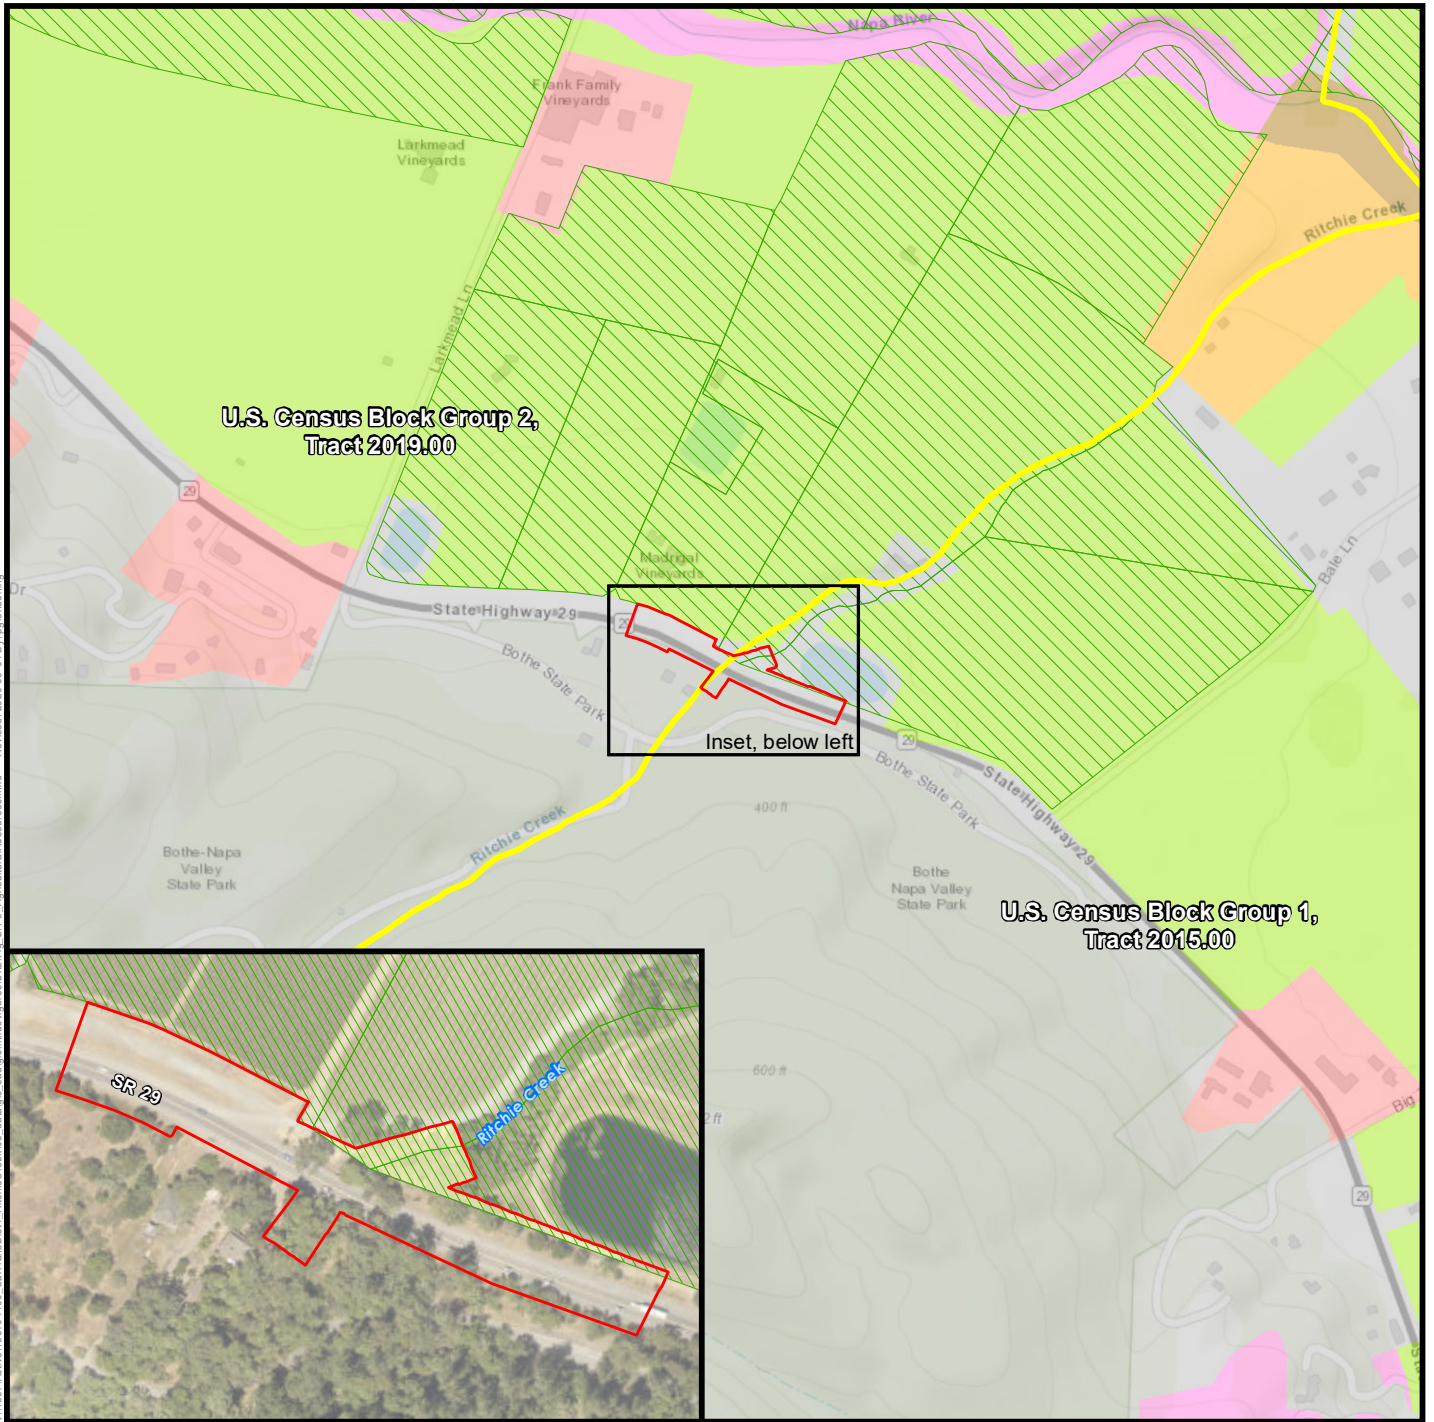 Napa River
Frank Family
Vineyards
Larkmead
Vineyards
Ritchie Creek
Larkmead Ln
U.S. Census Block Group 2,
Tract 2019.00
29
Bale Ln
Madrigal
Vineyards
Dr
State Highway 29
29
Bothe State Park
Inset, below left
29
Bothe State Park
State Highway 29
400 ft
Ritchie Creek
Bothe-Napa
Valley
State Park
Bothe
Napa Valley
State Park
U.S. Census Block Group 1,
Tract 2015.00
SR 29
Ritchie Creek
600 ft
2 ft
Big
29